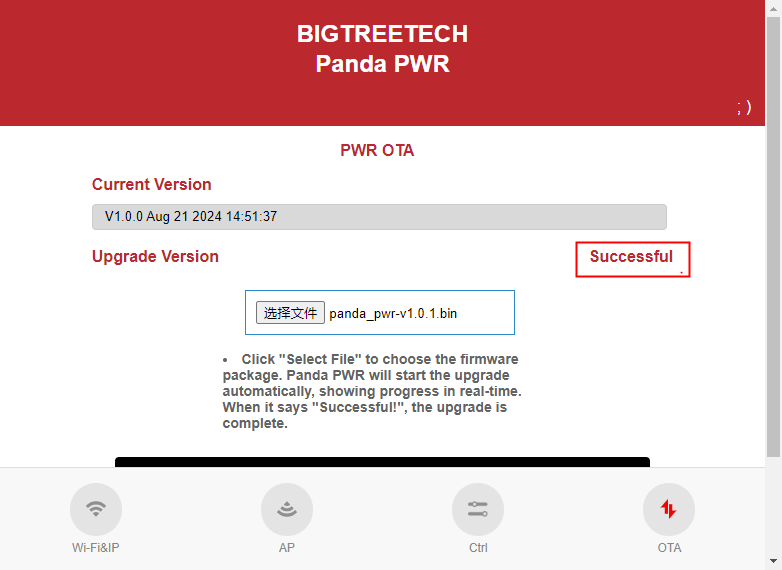 BIGTREETECH
Panda PWR
; )
PWR OTA
Current Version
V1.0.0 Aug 21 2024 14:51:37
Upgrade Version
Successful
选择文件 panda_pwr-v1.0.1.bin
• Click "Select File" to choose the firmware
package. Panda PWR will start the upgrade
automatically, showing progress in real-time.
When it says "Successful!", the upgrade is
complete.
Wi-Fi&IP
AP
Ctrl
OTA